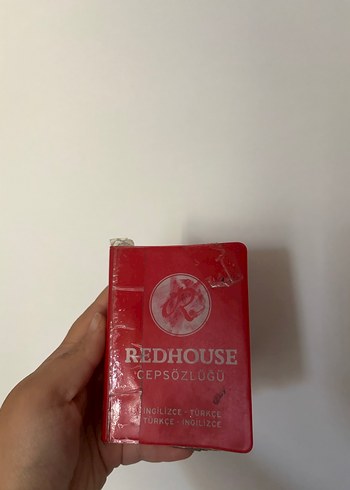 R
REDHOUSE
CEPSÖZLÜĞÜ
İNGİLİZCE - TÜRKÇE
TÜRKÇE - İNGİLİZCE